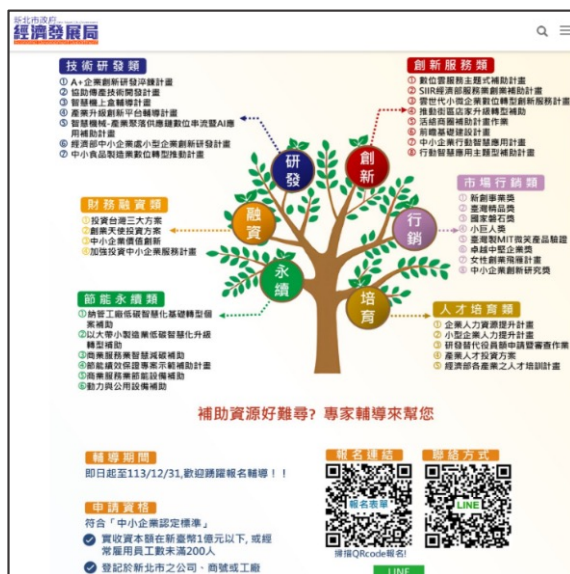 新北市政府
經濟發展局
技術研發類
① A+企業創新研發淬鍊計畫
② 協助傳產技術開發計畫
③ 智慧機上盒輔導計畫
④ 產業升級創新平台輔導計畫
⑤ 智慧機械-產業聚落供應鏈數位串流暨AI應
用補助計畫
⑥ 經濟部中小企業處小型企業創新研發計畫
⑦ 中小食品製造業數位轉型推動計畫
創新服務類
① 數位雲服務主題式補助計畫
② SIIR經濟部服務業創業補助計畫
③ 雲世代小微企業數位轉型創新服務計畫
④ 推動街區店家升級轉型補助
⑤ 活絡商圈補助計畫作業
⑥ 前瞻基礎建設計畫
⑦ 中小企業行動智慧應用計畫
⑧ 行動智慧應用主題型補助計畫
研發
創新
財務融資類
①投資台灣三大方案
②創業天使投資方案
③中小企業價值創新
④加強投資中小企業服務計畫
融資
行銷
市場行銷類
① 新創事業獎
② 臺灣精品獎
③ 國家磐石獎
④ 小巨人獎
⑤ 臺灣製MIT微笑產品驗證
⑥ 卓越中堅企業獎
⑦ 女性創業飛雁計畫
⑧ 中小企業創新研究獎
永續
培育
節能永續類
①納管工廠低碳智慧化基礎轉型個
案補助
②以大帶小製造業低碳智慧化升級
轉型補助
③商業服務業智慧減碳補助
④節能績效保證專案示範補助計畫
⑤商業服務業節能設備補助
⑥動力與公用設備補助
人才培育類
① 企業人力資源提升計畫
② 小型企業人力提升計畫
③ 研發替代役員額申請暨審查作業
④ 產業人才投資方案
⑤ 經濟部各產業之人才培訓計畫
補助資源好難尋? 專家輔導來幫您
輔導期間
即日起至113/12/31,歡迎踴躍報名輔導！！
申請資格
符合「中小企業認定標準」
實收資本額在新臺幣1億元以下, 或經
常雇用員工數未滿200人
登記於新北市之公司、商號或工廠
報名連結
報名表單
掃描QRcode報名!
聯絡方式
LINE
LINE